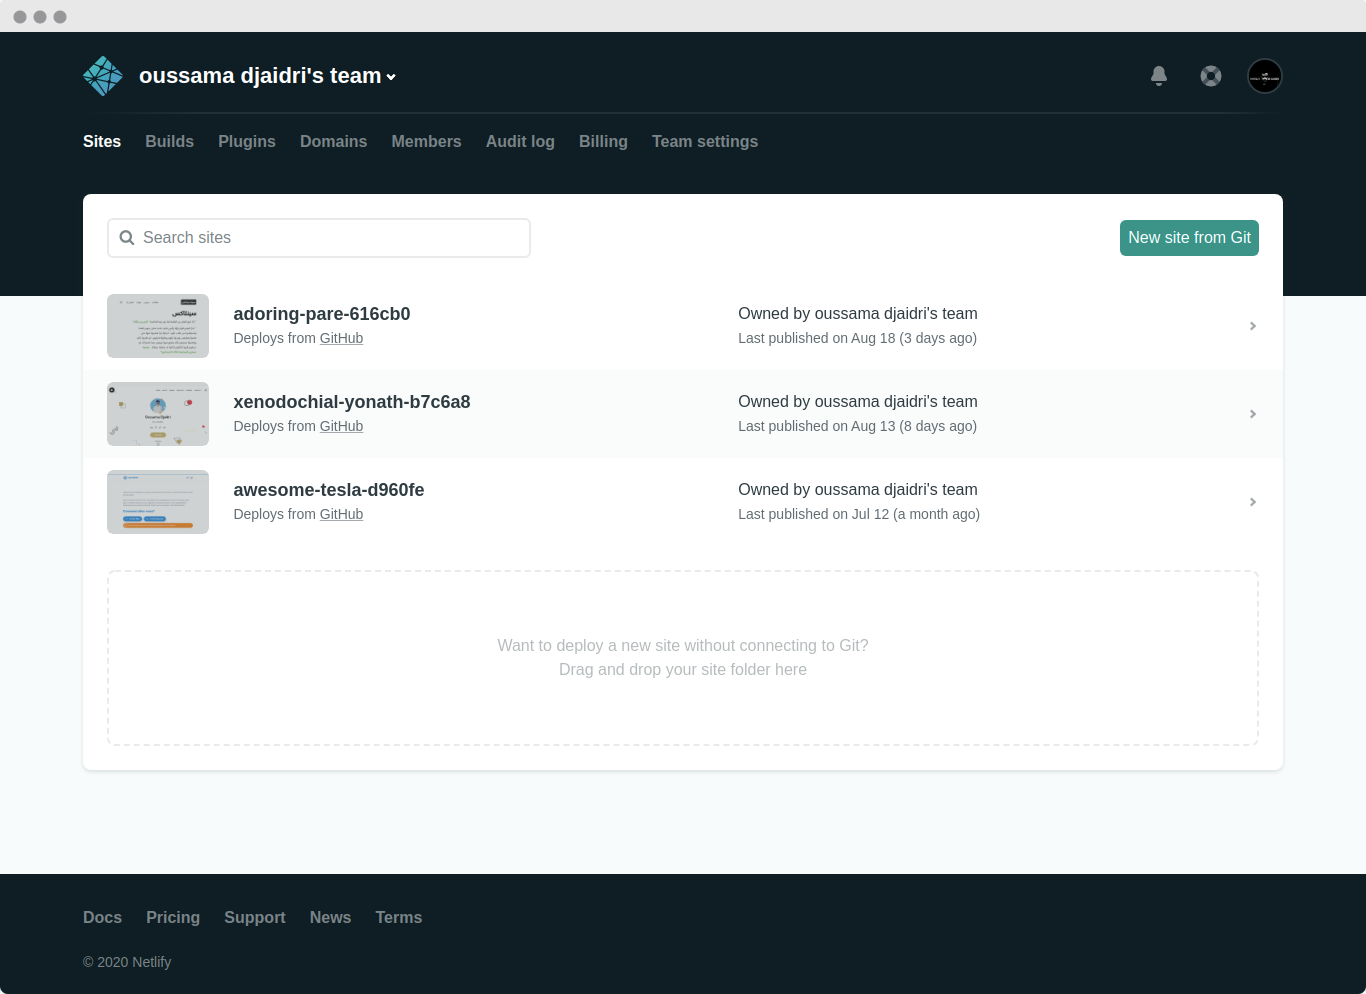 oussama djaidri's team
Sites Builds Plugins Domains Members Audit log Billing Team settings
Search sites
New site from Git
سينتاكس
adoring-pare-616cb0
Deploys from GitHub
Owned by oussama djaidri's team
Last published on Aug 18 (3 days ago)
Oussama Djaidri
xenodochial-yonath-b7c6a8
Deploys from GitHub
Owned by oussama djaidri's team
Last published on Aug 13 (8 days ago)
awesome-tesla-d960fe
Deploys from GitHub
Owned by oussama djaidri's team
Last published on Jul 12 (a month ago)
Want to deploy a new site without connecting to Git?
Drag and drop your site folder here
Docs Pricing Support News Terms
© 2020 Netlify